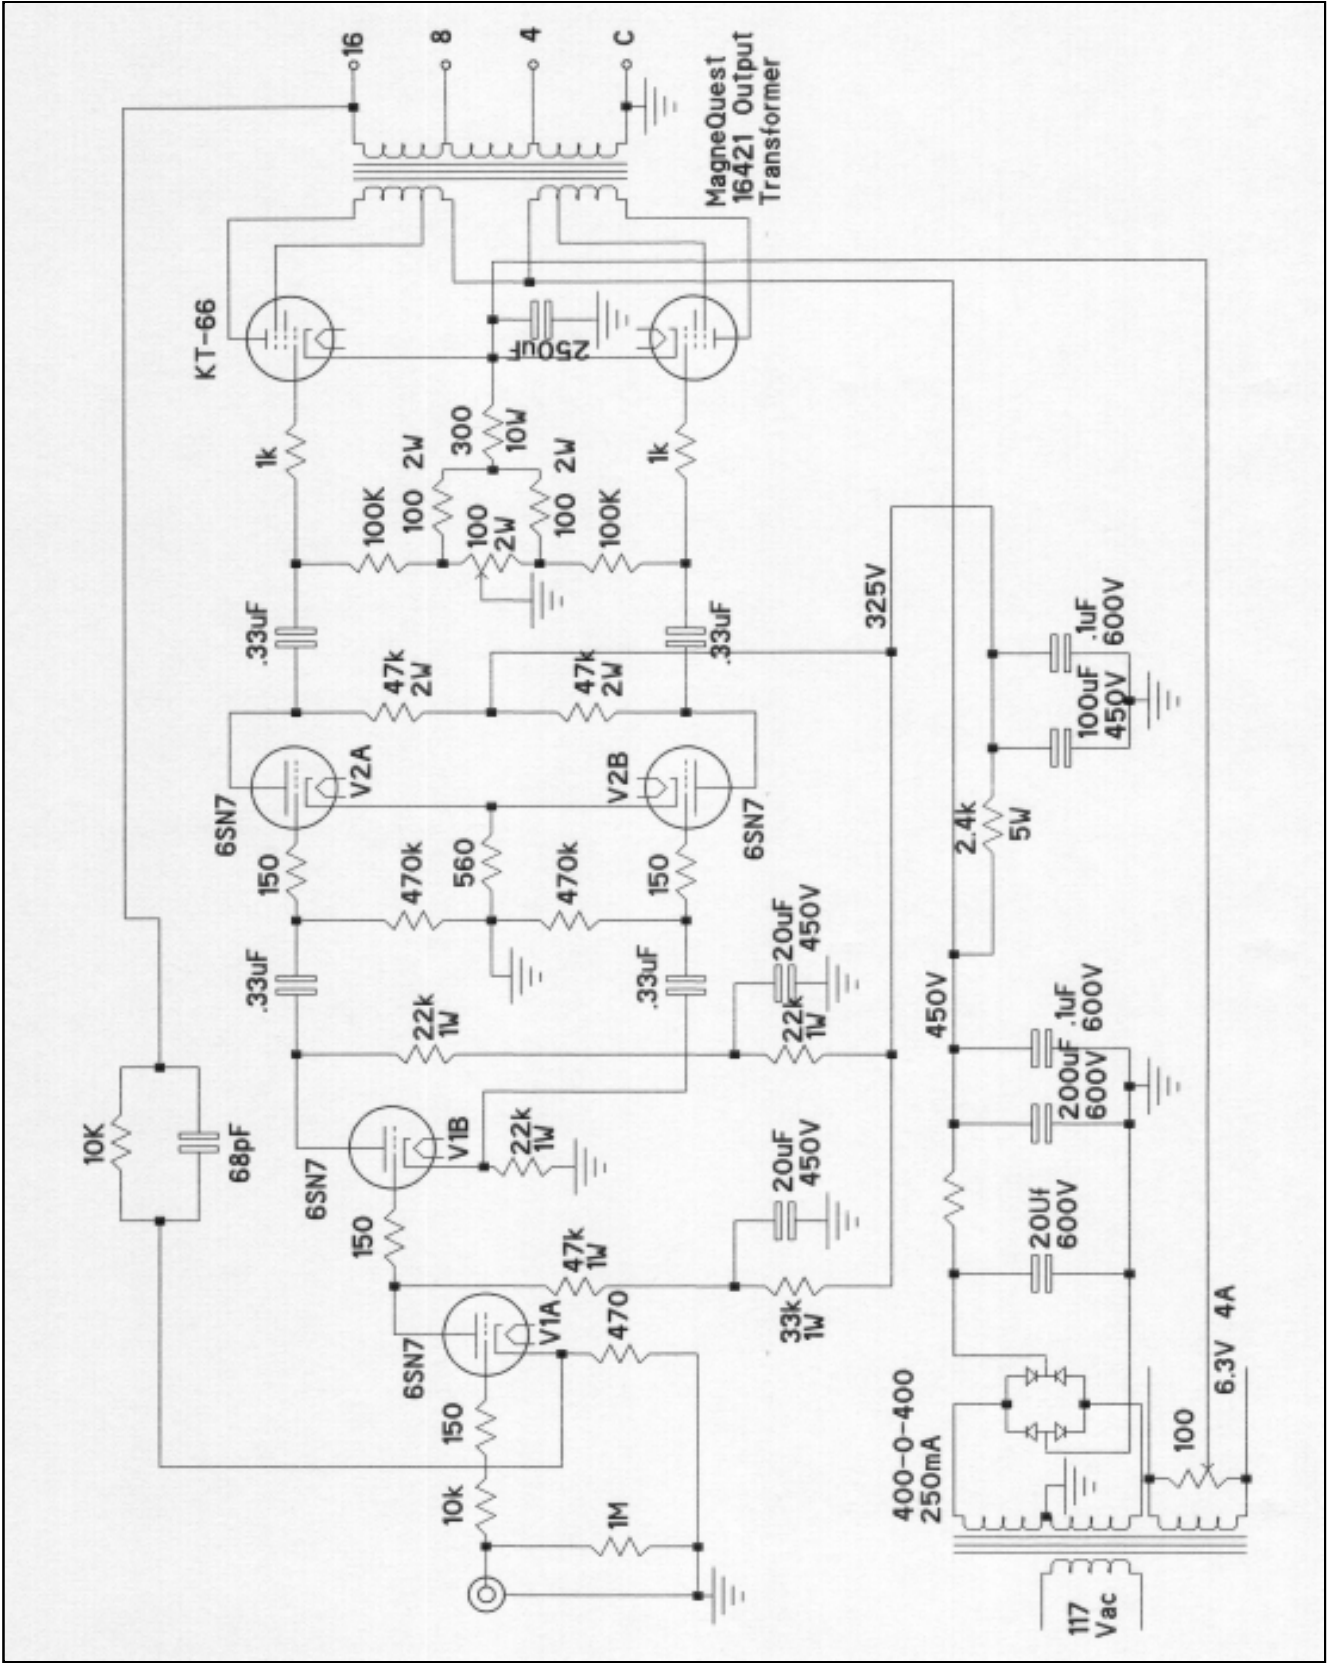 16
8
4
C
MagneQuest
16421 Output
Transformer
KT-66
250uF
1k
2W
300
10W
2W
1k
100K
100
100
2W
100
100K
.33uF
.33uF
325V
47k
2W
47k
2W
.1uF
600V
100uF
450V
6SN7
V2A
V2B
6SN7
2.4k
5W
150
470k
560
470k
150
20uF
450V
.33uF
.33uF
450V
22k
1W
22k
1W
.1uF
600V
200uF
600V
10K
68pF
6SN7
V1B
22k
1W
20uF
450V
150
47k
1W
20Uf
600V
6SN7
V1A
470
33k
1W
6.3V 4A
150
400-0-400
250mA
100
10k
1M
117
Vac